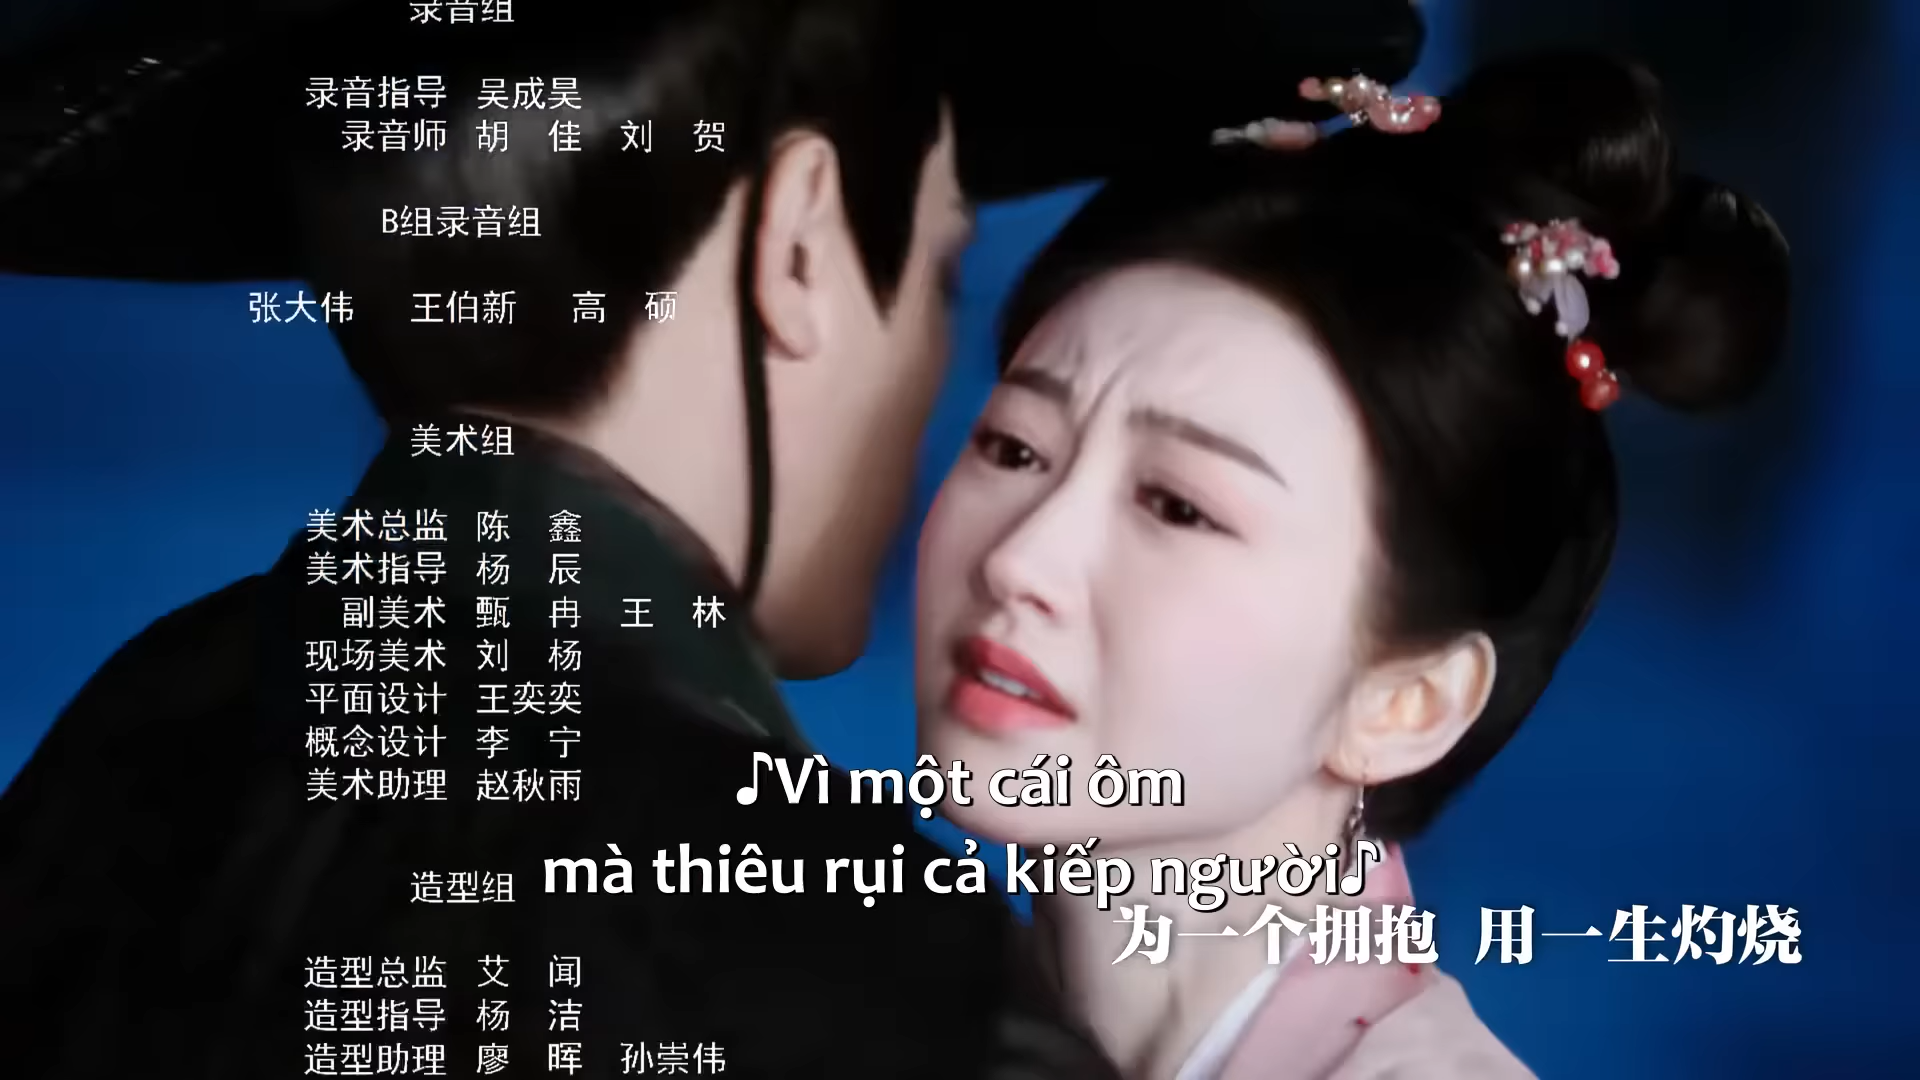 录音组
录音指导 吴成昊
录音师 胡 佳 刘 贺
B组录音组
张大伟 王伯新 高 硕
美术组
美术总监 陈 鑫
美术指导 杨 辰
副美术 甄 冉 王 林
现场美术 刘 杨
平面设计 王奕奕
概念设计 李 宁
美术助理 赵秋雨
♪Vì một cái ôm
mà thiêu rụi cả kiếp người♪
造型组
为一个拥抱 用一生灼烧
造型总监 艾 闻
造型指导 杨 洁
造型助理 廖 晖 孙崇伟